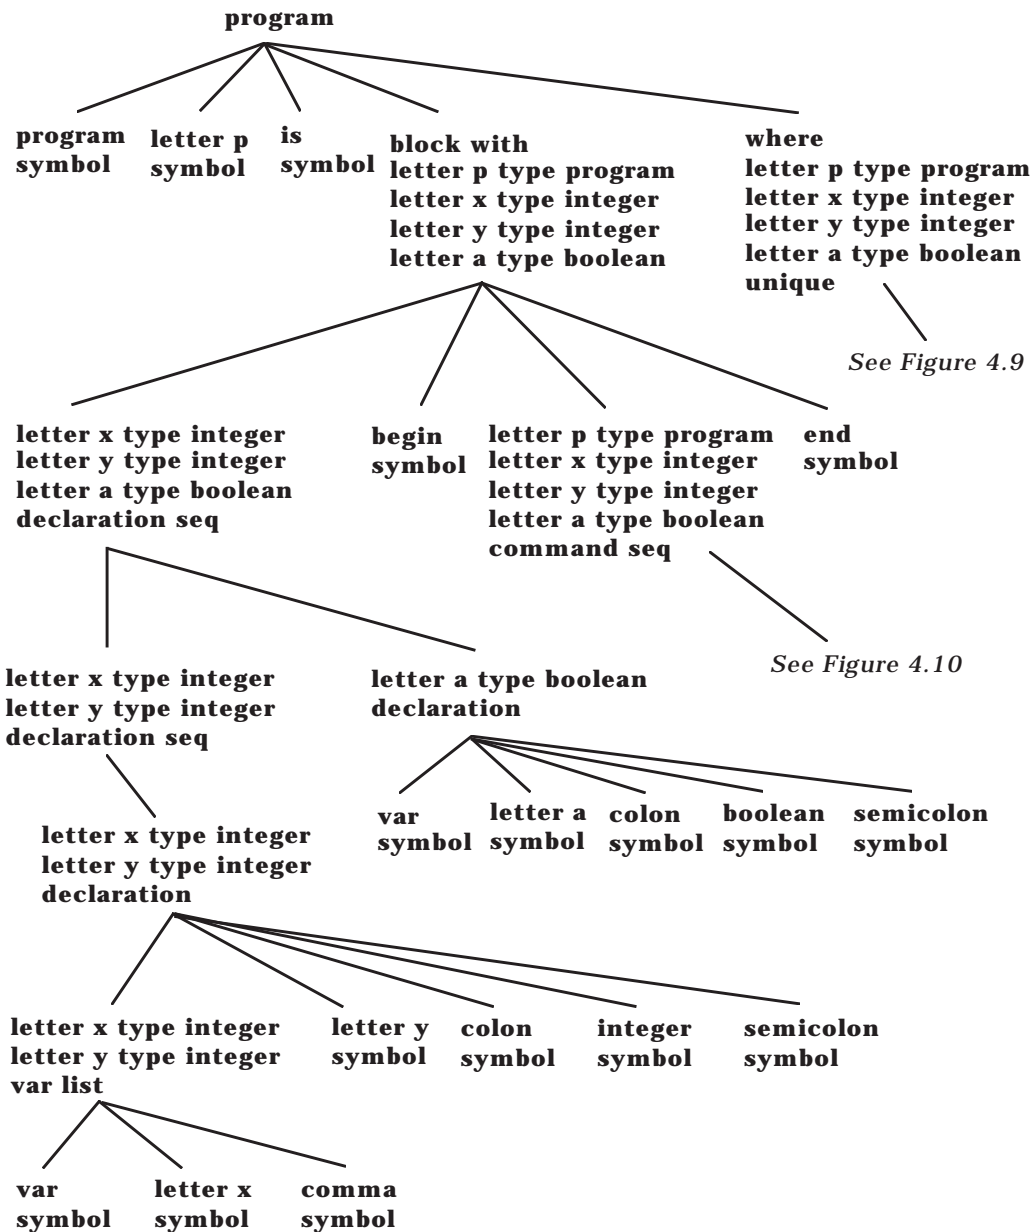 program
program
symbol
letter p
symbol
is
symbol
block with
letter p type program
letter x type integer
letter y type integer
letter a type boolean
where
letter p type program
letter x type integer
letter y type integer
letter a type boolean
unique
See Figure 4.9
letter x type integer
letter y type integer
letter a type boolean
declaration seq
begin
symbol
letter p type program
letter x type integer
letter y type integer
letter a type boolean
command seq
end
symbol
See Figure 4.10
letter x type integer
letter y type integer
declaration seq
letter a type boolean
declaration
letter x type integer
letter y type integer
declaration
var
symbol
letter a
symbol
colon
symbol
boolean
symbol
semicolon
symbol
letter x type integer
letter y type integer
var list
letter y
symbol
colon
symbol
integer
symbol
semicolon
symbol
var
symbol
letter x
symbol
comma
symbol